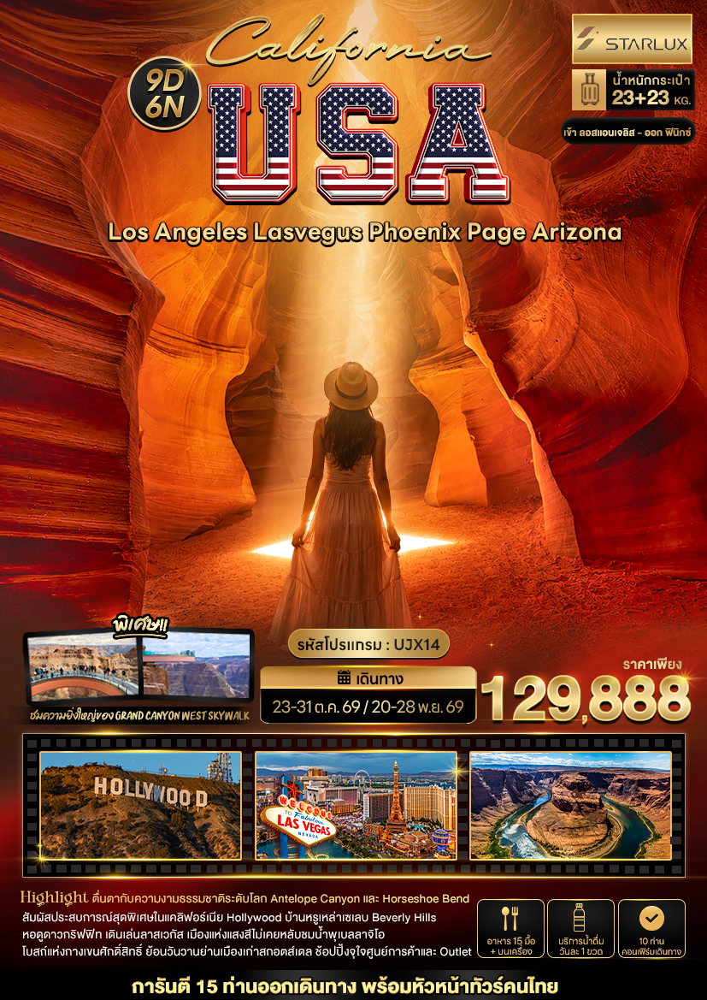 California
USA
9D
6N
STARLUX
น้ำหนักกระเป๋า
23+23 KG.
เข้า ลอสแอนเจลิส - ออก ฟินิกซ์
Los Angeles Lasvegus Phoenix Page Arizona
พิเศษ!!
ชมความยิ่งใหญ่ของ GRAND CANYON WEST SKYWALK
รหัสโปรแกรม : UJX14
เดินทาง
23-31 ต.ค. 69 / 20-28 พ.ย. 69
ราคาเพียง
129,888
HOLLYWOOD
WELCOME
TO Fabulous
LAS VEGAS
NEVADA
Highlight ตื่นตากับความงามธรรมชาติระดับโลก Antelope Canyon และ Horseshoe Bend
สัมผัสประสบการณ์สุดพิเศษในแคลิฟอร์เนีย Hollywood บ้านหรูเหล่าเซเลบ Beverly Hills
หอดูดาวกริฟฟิท เดินเล่นลาสเวกัส เมืองแห่งแสงสีไม่เคยหลับชมน้ำพุเบลลาจิโอ
โบสถ์แห่งกางเขนศักดิ์สิทธิ์ ย้อนวันวานย่านเมืองเก่าสกอตส์เดล ช้อปปิ้งจุใจศูนย์การค้าและ Outlet
อาหาร 15 มื้อ
+ บนเครื่อง
บริการน้ำดื่ม
วันละ 1 ขวด
10 ท่าน
คอนเฟิร์มเดินทาง
การันตี 15 ท่านออกเดินทาง พร้อมหัวหน้าทัวร์คนไทย